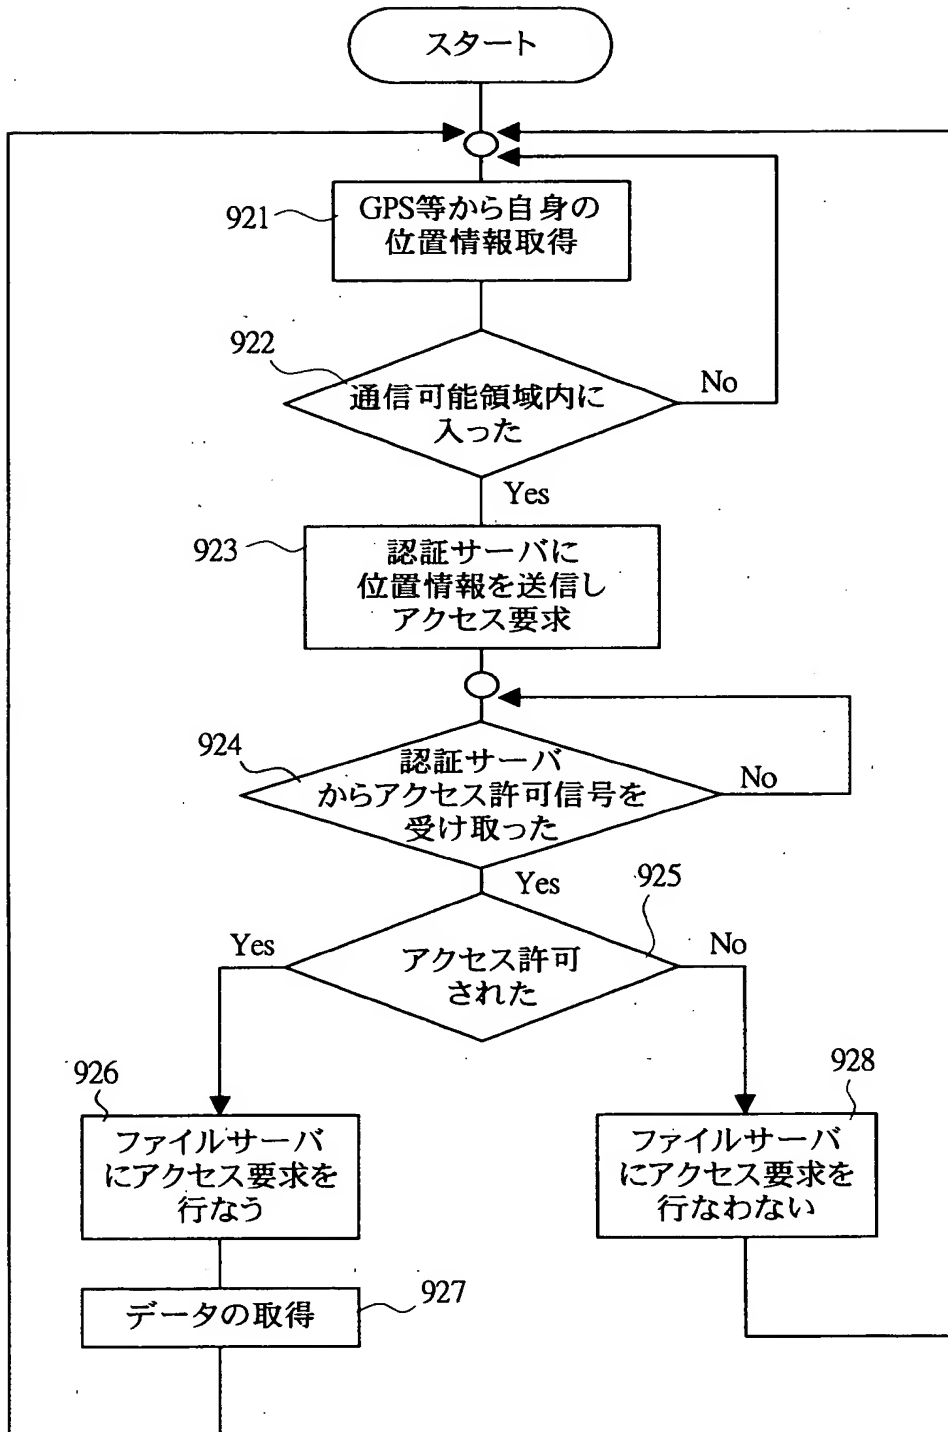 スタート
921
GPS等から自身の
位置情報取得
922
通信可能領域内に
入った
No
Yes
923
認証サーバに
位置情報を送信し
アクセス要求
924
認証サーバ
からアクセス許可信号を
受け取った
No
Yes
925
アクセス許可
された
Yes
No
926
ファイルサーバ
にアクセス要求を
行なう
928
ファイルサーバ
にアクセス要求を
行なわない
データの取得
927